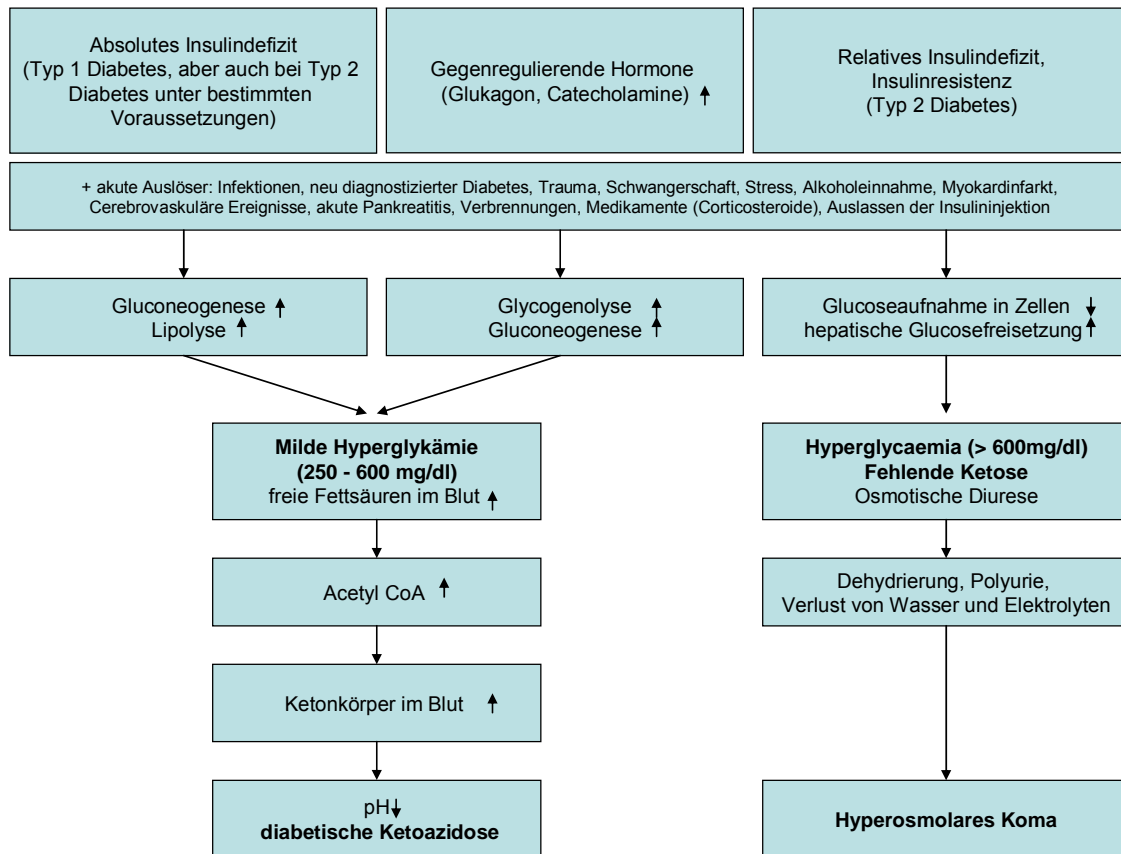 Absolutes Insulindefizit
(Typ 1 Diabetes, aber auch bei Typ 2
Diabetes unter bestimmten
Voraussetzungen)
Gegenregulierende Hormone
(Glukagon, Catecholamine) ↑
Relatives Insulindefizit,
Insulinresistenz
(Typ 2 Diabetes)
+ akute Auslöser: Infektionen, neu diagnostizierter Diabetes, Trauma, Schwangerschaft, Stress, Alkoholeinnahme, Myokardinfarkt,
Cerebrovaskuläre Ereignisse, akute Pankreatitis, Verbrennungen, Medikamente (Corticosteroide), Auslassen der Insulininjektion
Gluconeogenese ↑
Lipolyse ↑
Glycogenolyse ↑
Gluconeogenese ↑
Glucoseaufnahme in Zellen ↓
hepatische Glucosefreisetzung ↑
Milde Hyperglykämie
(250 - 600 mg/dl)
freie Fettsäuren im Blut ↑
Hyperglycaemia (> 600mg/dl)
Fehlende Ketose
Osmotische Diurese
Acetyl CoA ↑
Dehydrierung, Polyurie,
Verlust von Wasser und Elektrolyten
Ketonkörper im Blut ↑
pH↓
diabetische Ketoazidose
Hyperosmolares Koma